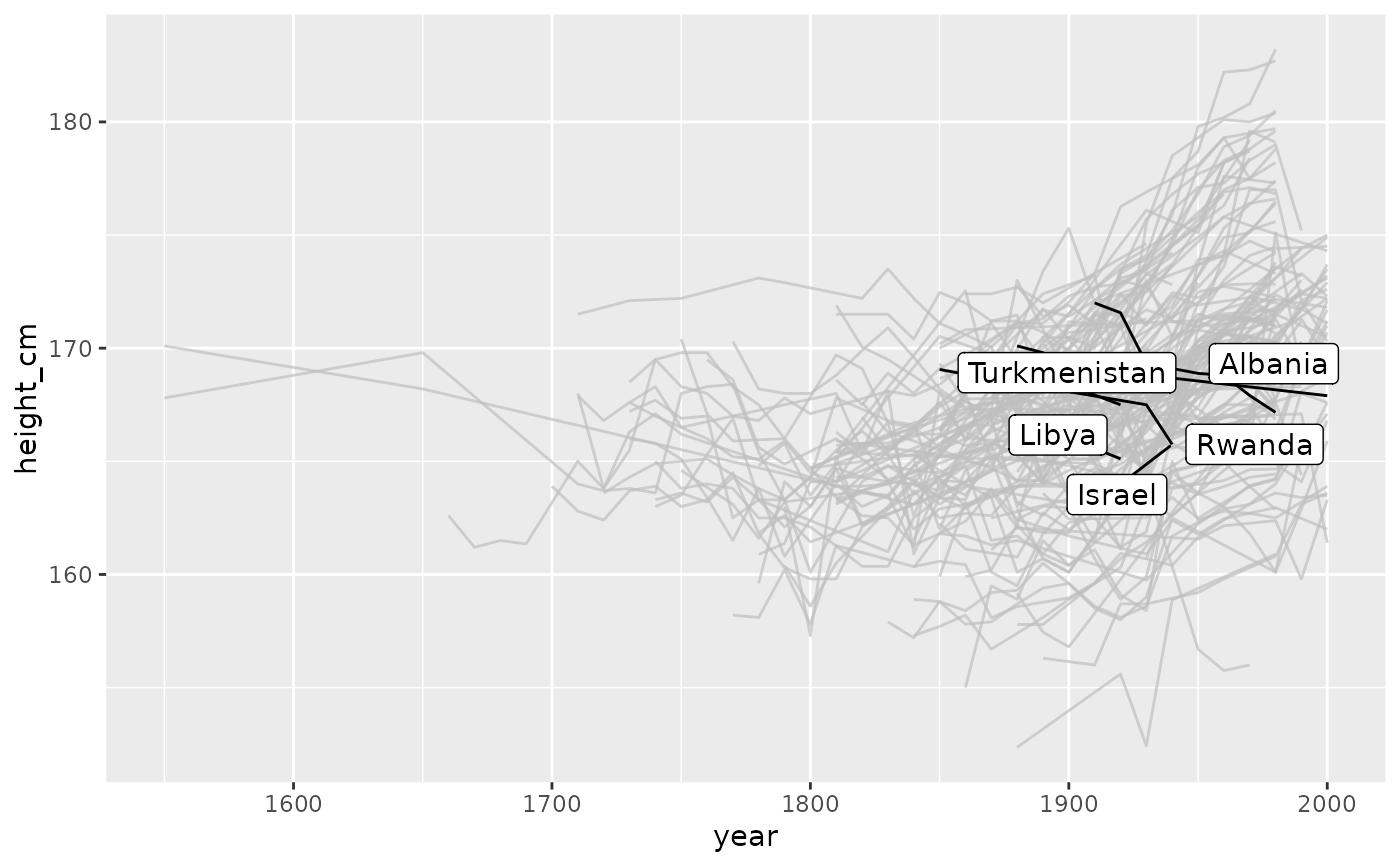 180
170
160
height_cm
Turkmenistan
Albania
Libya
Rwanda
Israel
1600 1700 1800 1900 2000
year